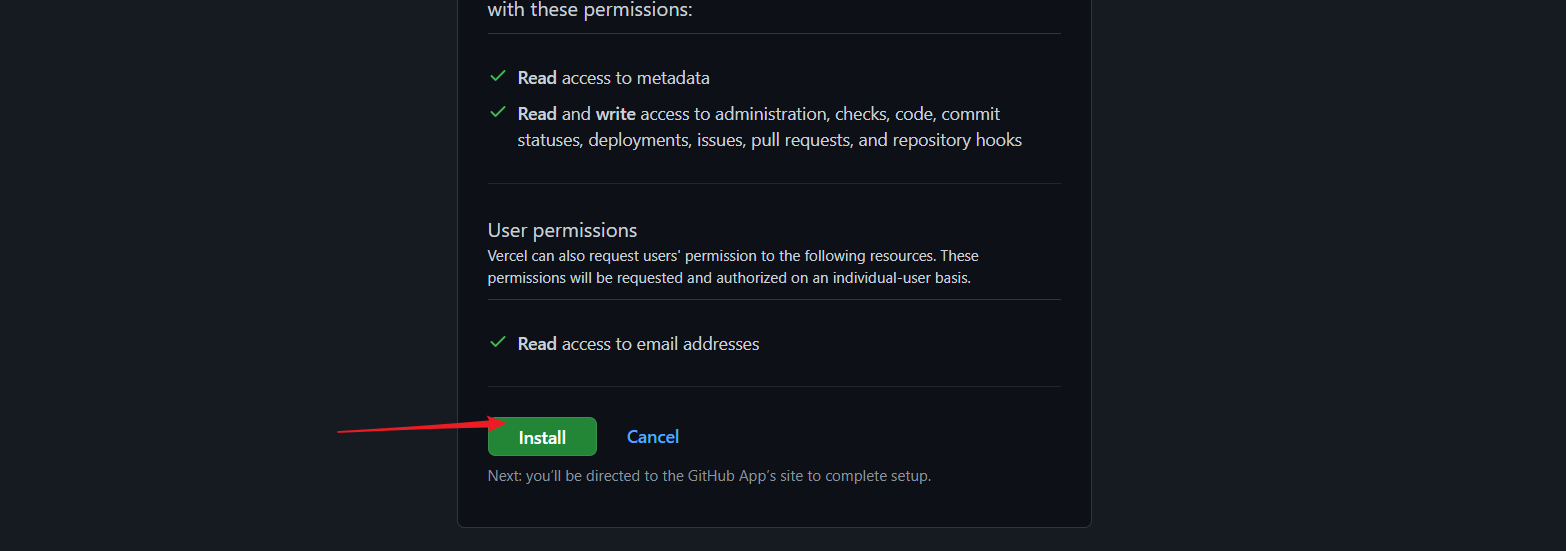 with these permissions:
Read access to metadata
Read and write access to administration, checks, code, commit
statuses, deployments, issues, pull requests, and repository hooks
User permissions
Vercel can also request users' permission to the following resources. These
permissions will be requested and authorized on an individual-user basis.
Read access to email addresses
Install
Cancel
Next: you’ll be directed to the GitHub App’s site to complete setup.